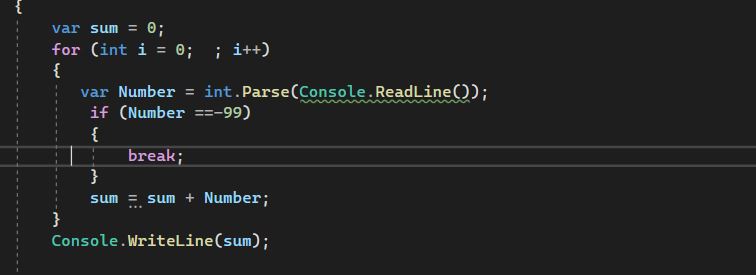 {
var sum = 0;
for (int i = 0;  ; i++)
{
var Number = int.Parse(Console.ReadLine());
if (Number ==-99)
{
break;
}
sum = sum + Number;
}
Console.WriteLine(sum);